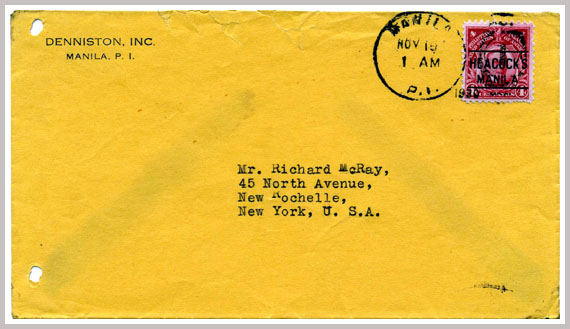 DENNISTON, INC.
MANILA, P. I.
MANILA
NOV 19
1 AM
P.I.
1930
HEACOCK'S
MANILA
Mr. Richard McRay,
45 North Avenue,
New Rochelle,
New York, U. S. A.